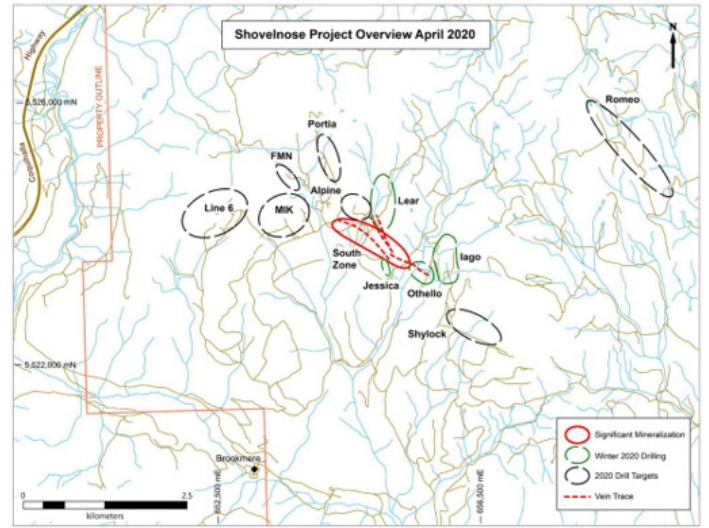 Shovelnose Project Overview April 2020
N
Highway
Coquihalla
5,526,000 mN
PROPERTY OUTLINE
Romeo
Portia
FMN
Alpine
Lear
Line 6
MIK
South
Zone
Iago
Jessica
Othello
Shylock
5,522,000 mN
Brookmere
652,500 mE
656,500 mE
0
2.5
kilometers
Significant Mineralization
Winter 2020 Drilling
2020 Drill Targets
Vein Trace